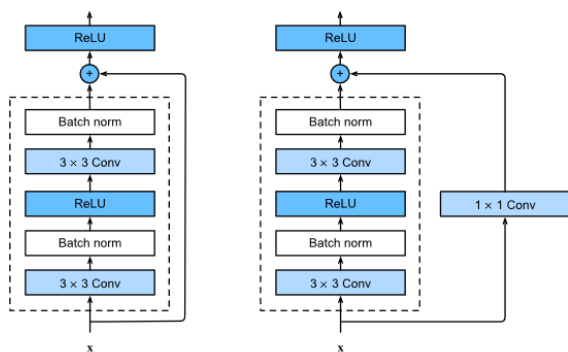 ReLU
+
Batch norm
3 × 3 Conv
ReLU
Batch norm
3 × 3 Conv
x
ReLU
+
Batch norm
3 × 3 Conv
ReLU
1 × 1 Conv
Batch norm
3 × 3 Conv
x